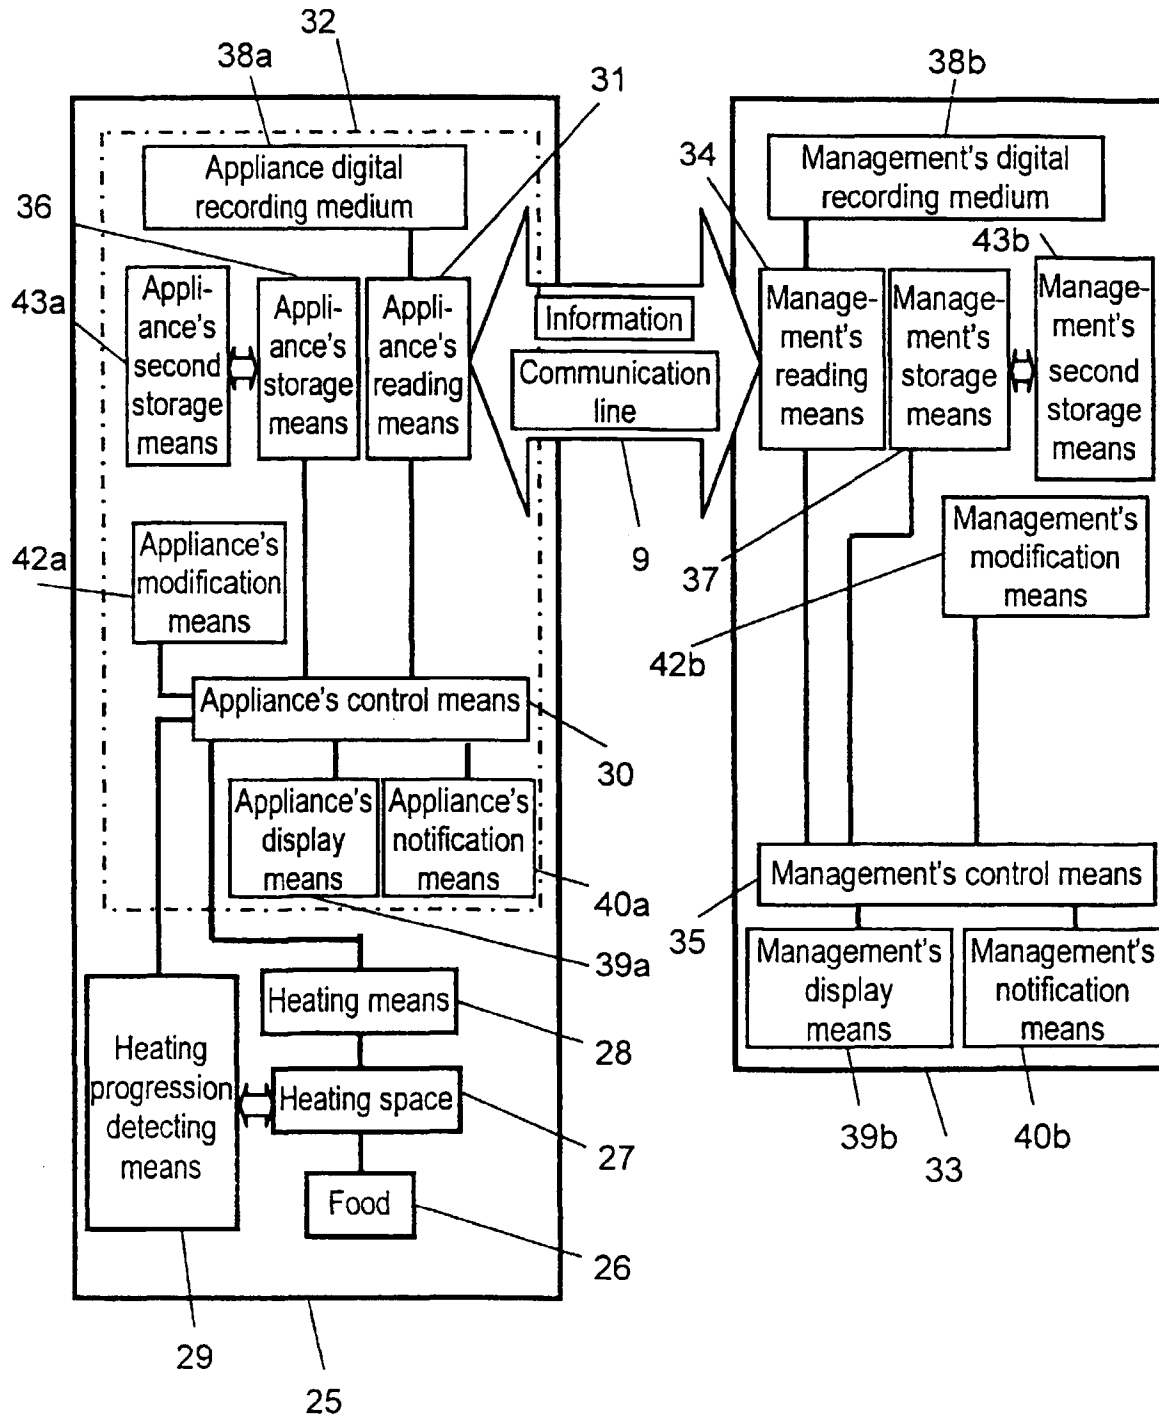 32
38a
31
38b
Appliance digital
recording medium
34
Management's digital
recording medium
36
43b
43a
Appli-
ance's
second
storage
means
Appli-
ance's
storage
means
Appli-
ance's
reading
means
Information
Communication
line
Manage-
ment's
reading
means
Manage-
ment's
storage
means
Manage-
ment's
second
storage
means
42a
Appliance's
modification
means
9
37
Management's
modification
means
42b
Appliance's control means
30
Appliance's
display
means
Appliance's
notification
means
40a
39a
Management's control means
35
Management's
display
means
Management's
notification
means
Heating means
28
Heating
progression
detecting
means
Heating space
27
39b
40b
33
Food
26
29
25